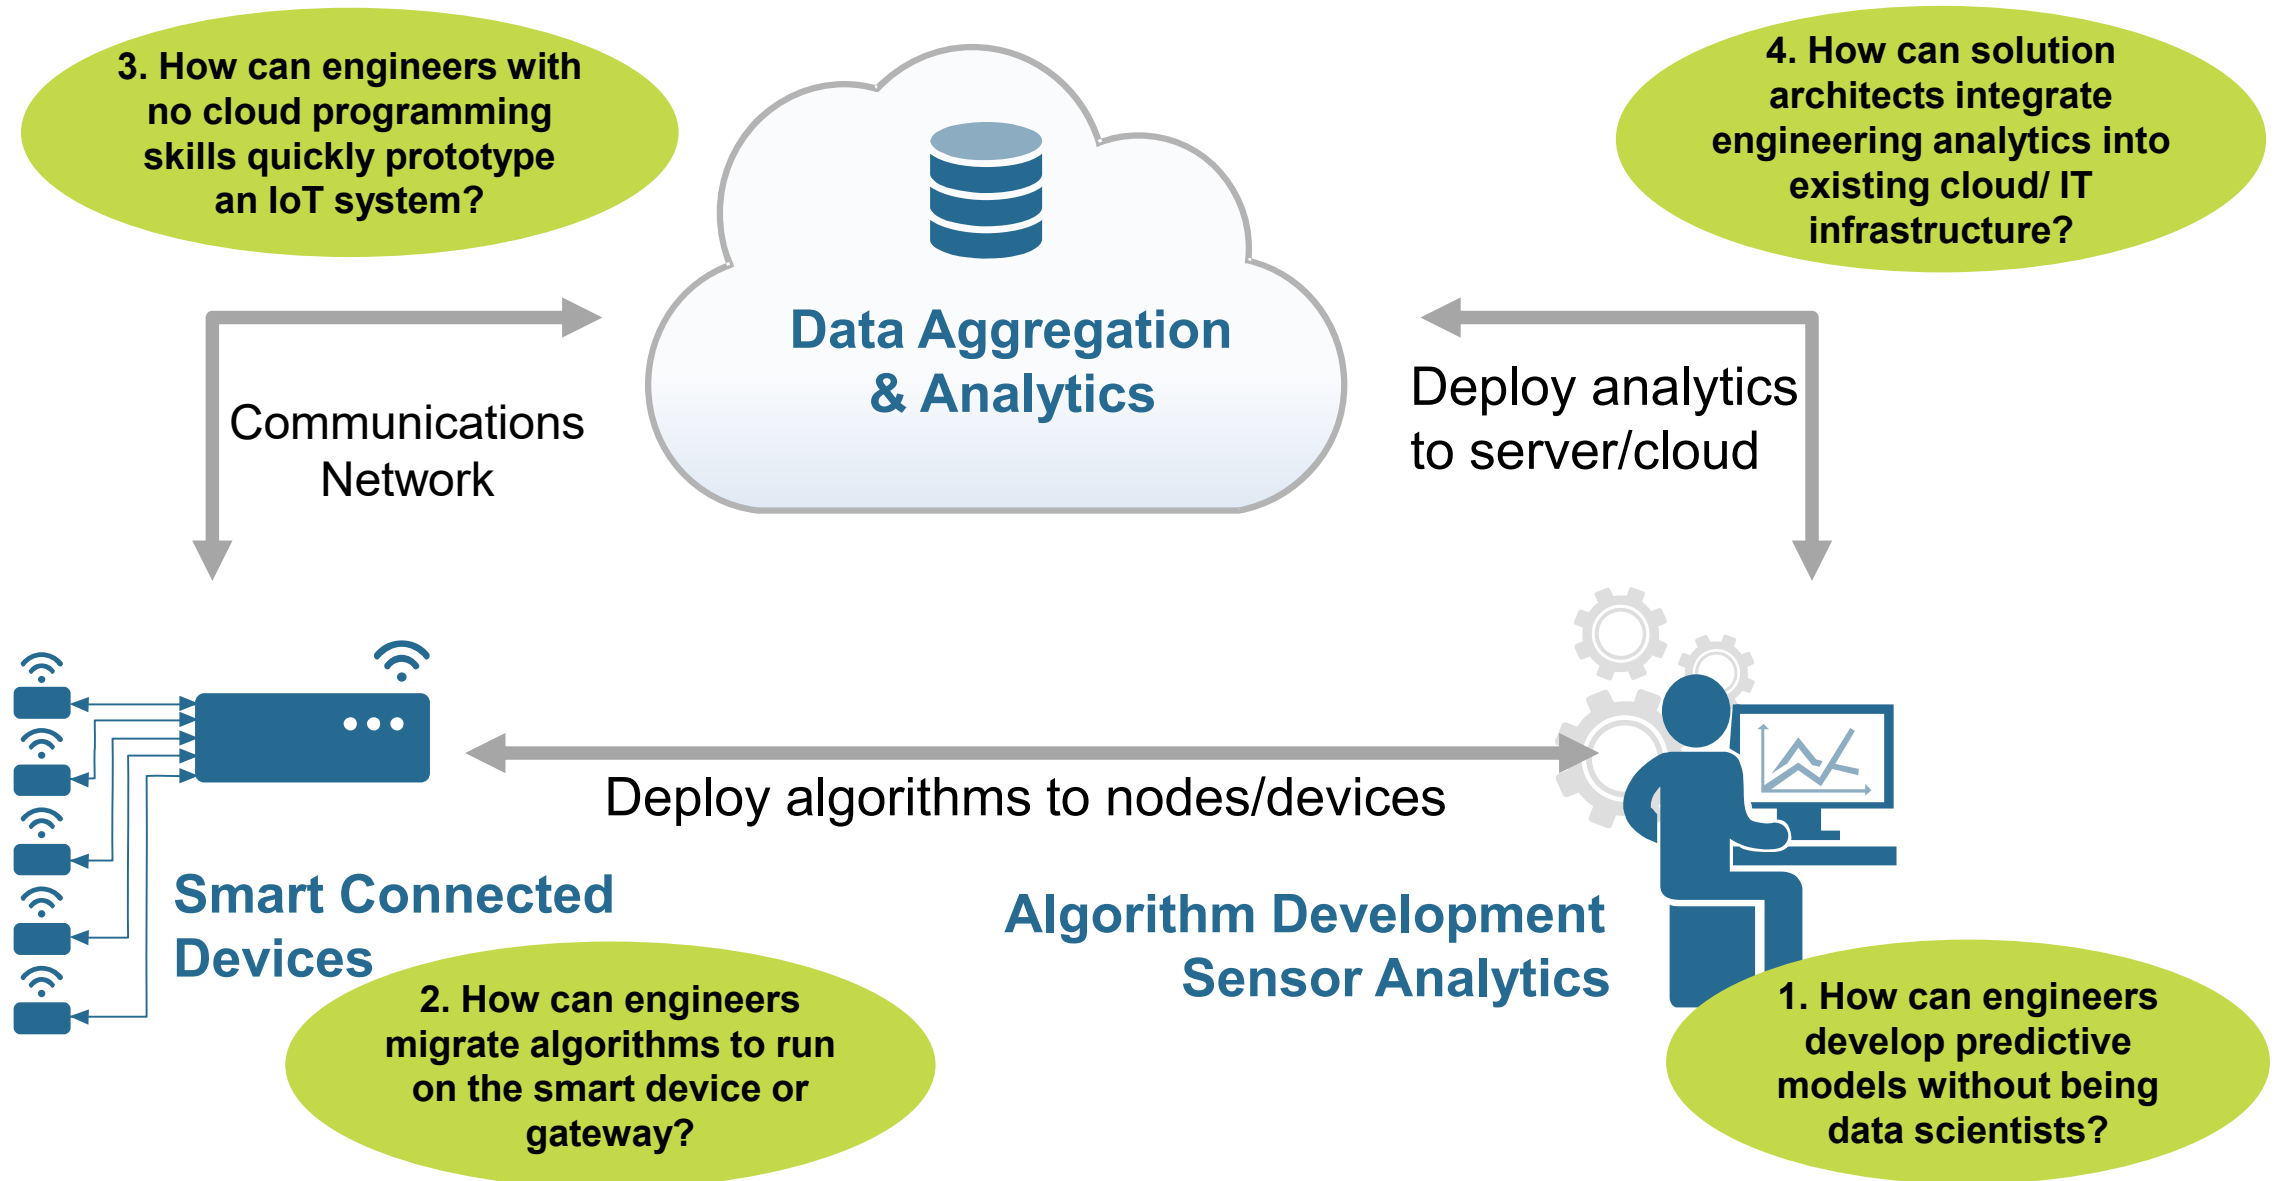 3. How can engineers with
no cloud programming
skills quickly prototype
an IoT system?
4. How can solution
architects integrate
engineering analytics into
existing cloud/ IT
infrastructure?
Data Aggregation
& Analytics
Communications
Network
Deploy analytics
to server/cloud
Deploy algorithms to nodes/devices
Smart Connected
Devices
Algorithm Development
Sensor Analytics
2. How can engineers
migrate algorithms to run
on the smart device or
gateway?
1. How can engineers
develop predictive
models without being
data scientists?